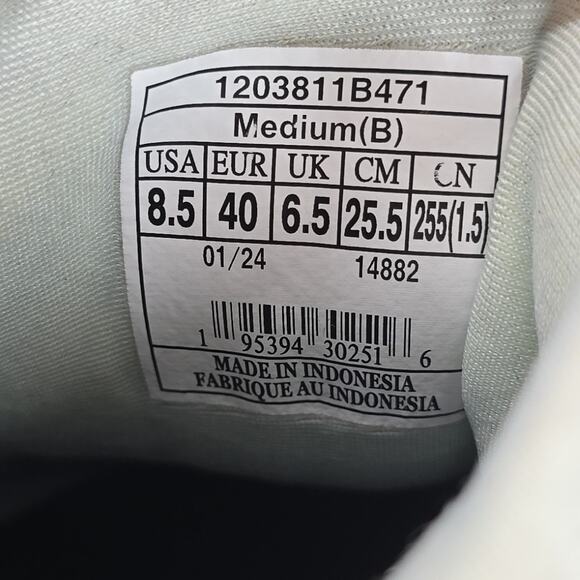 1203811B471
Medium(B)
USA EUR UK CM CN
8.5 40 6.5 25.5 255(1.5)
01/24 14882
1 95394 30251 6
MADE IN INDONESIA
FABRIQUE AU INDONESIA